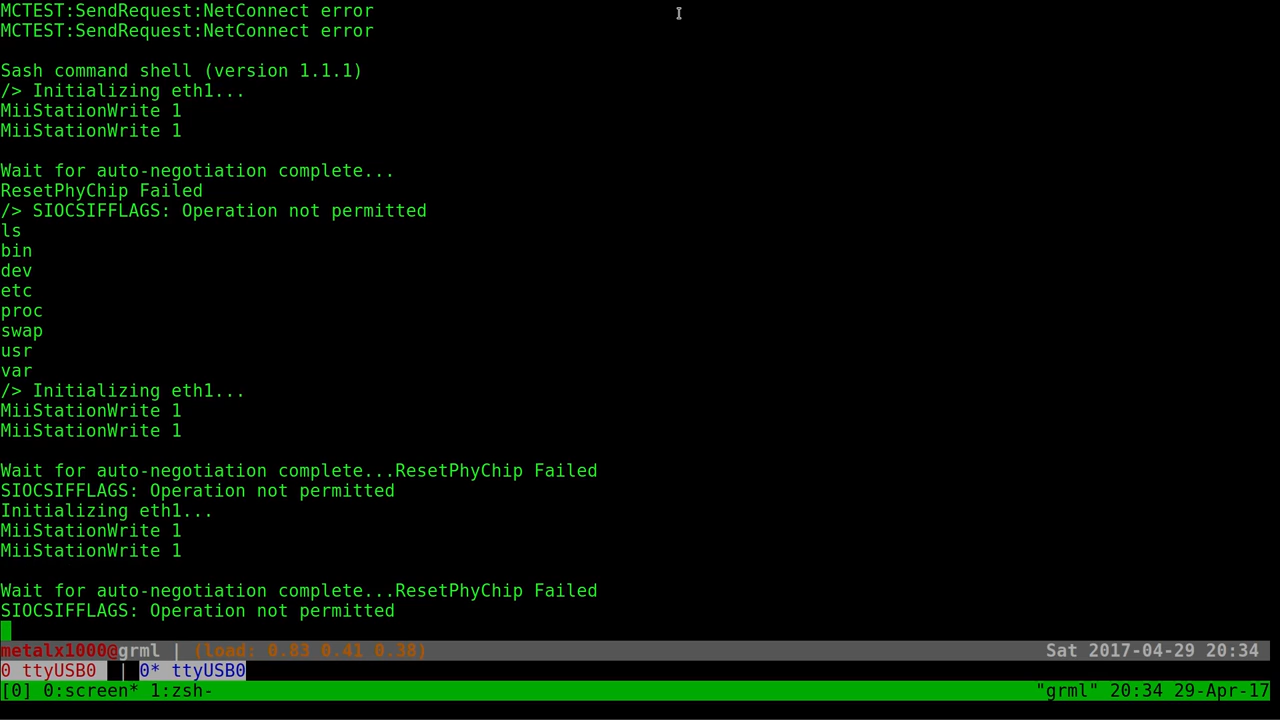 MCTEST:SendRequest:NetConnect error
MCTEST:SendRequest:NetConnect error
Sash command shell (version 1.1.1)
/> Initializing eth1...
MiiStationWrite 1
MiiStationWrite 1
Wait for auto-negotiation complete...
ResetPhyChip Failed
/> SIOCSIFFLAGS: Operation not permitted
ls
bin
dev
etc
proc
swap
usr
var
/> Initializing eth1...
MiiStationWrite 1
MiiStationWrite 1
Wait for auto-negotiation complete...ResetPhyChip Failed
SIOCSIFFLAGS: Operation not permitted
Initializing eth1...
MiiStationWrite 1
MiiStationWrite 1
Wait for auto-negotiation complete...ResetPhyChip Failed
SIOCSIFFLAGS: Operation not permitted
metalx1000@grml | (load: 0.83 0.41 0.38) Sat 2017-04-29 20:34
0 ttyUSB0 | 0* ttyUSB0
[0] 0:screen* 1:zsh- "grml" 20:34 29-Apr-17